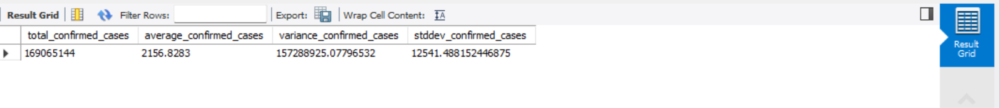 Result Grid Filter Rows: Export: Wrap Cell Content: IA
total_confirmed_cases average_confirmed_cases variance_confirmed_cases stddev_confirmed_cases
169065144 2156.8283 157288925.07796532 12541.488152446875
Result
Grid